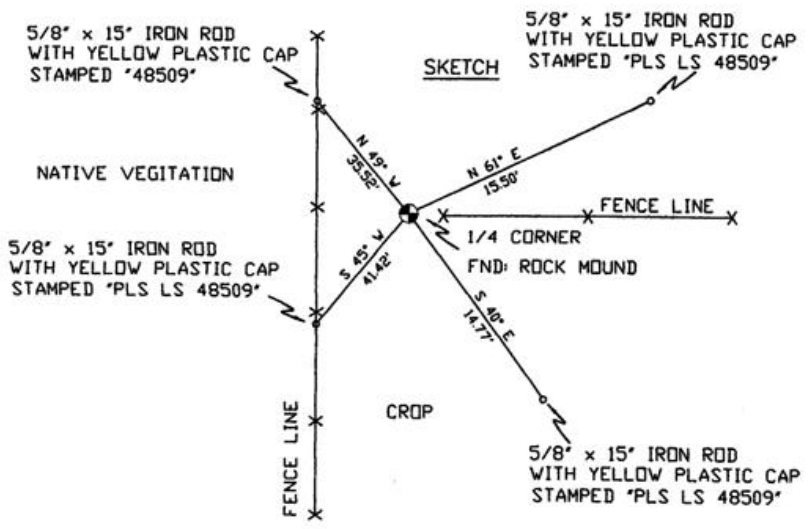 5/8" x 15" IRON ROD
WITH YELLOW PLASTIC CAP
STAMPED "48509"
SKETCH
5/8" x 15" IRON ROD
WITH YELLOW PLASTIC CAP
STAMPED "PLS LS 48509"
N 49° W
35.52'
N 61° E
15.50'
NATIVE VEGITATION
FENCE LINE
1/4 CORNER
FND: ROCK MOUND
5/8" x 15" IRON ROD
WITH YELLOW PLASTIC CAP
STAMPED "PLS LS 48509"
S 45° W
41.42'
S 40° E
14.77'
CROP
FENCE LINE
5/8" x 15" IRON ROD
WITH YELLOW PLASTIC CAP
STAMPED "PLS LS 48509"